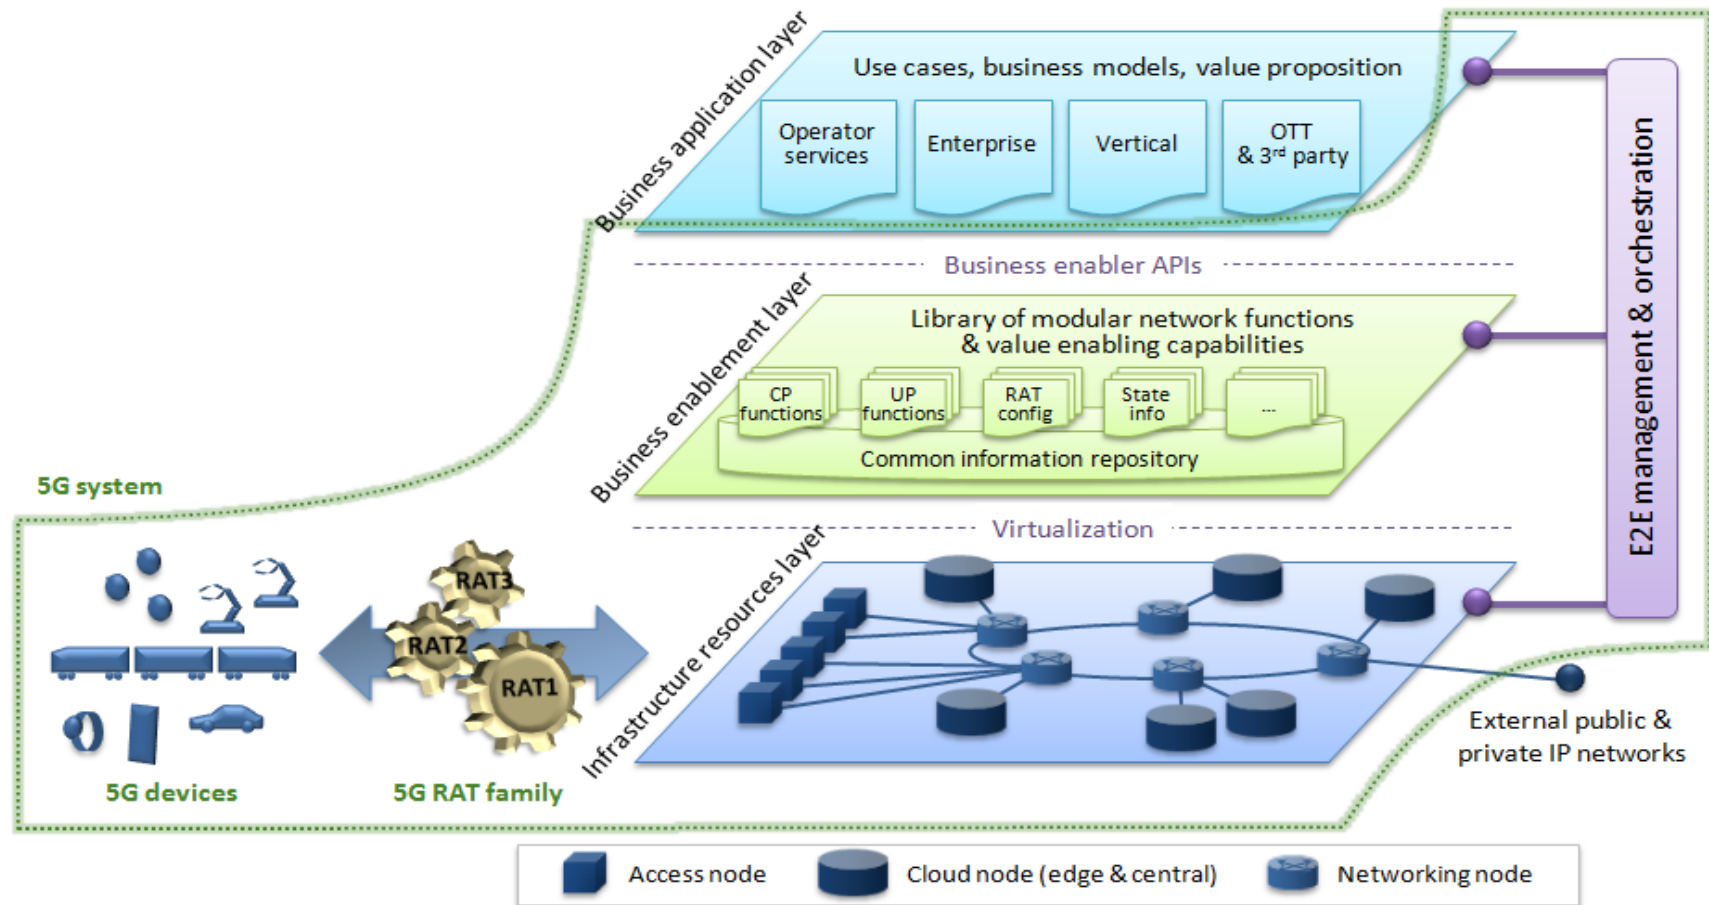 Business application layer
Use cases, business models, value proposition
Operator
services
Enterprise
Vertical
OTT
& 3rd party
Business enabler APIs
Business enablement layer
Library of modular network functions
& value enabling capabilities
CP
functions
UP
functions
RAT
config
State
info
...
Common information repository
E2E management & orchestration
5G system
Virtualization
Infrastructure resources layer
RAT3
RAT2
RAT1
5G devices
5G RAT family
External public &
private IP networks
Access node
Cloud node (edge & central)
Networking node